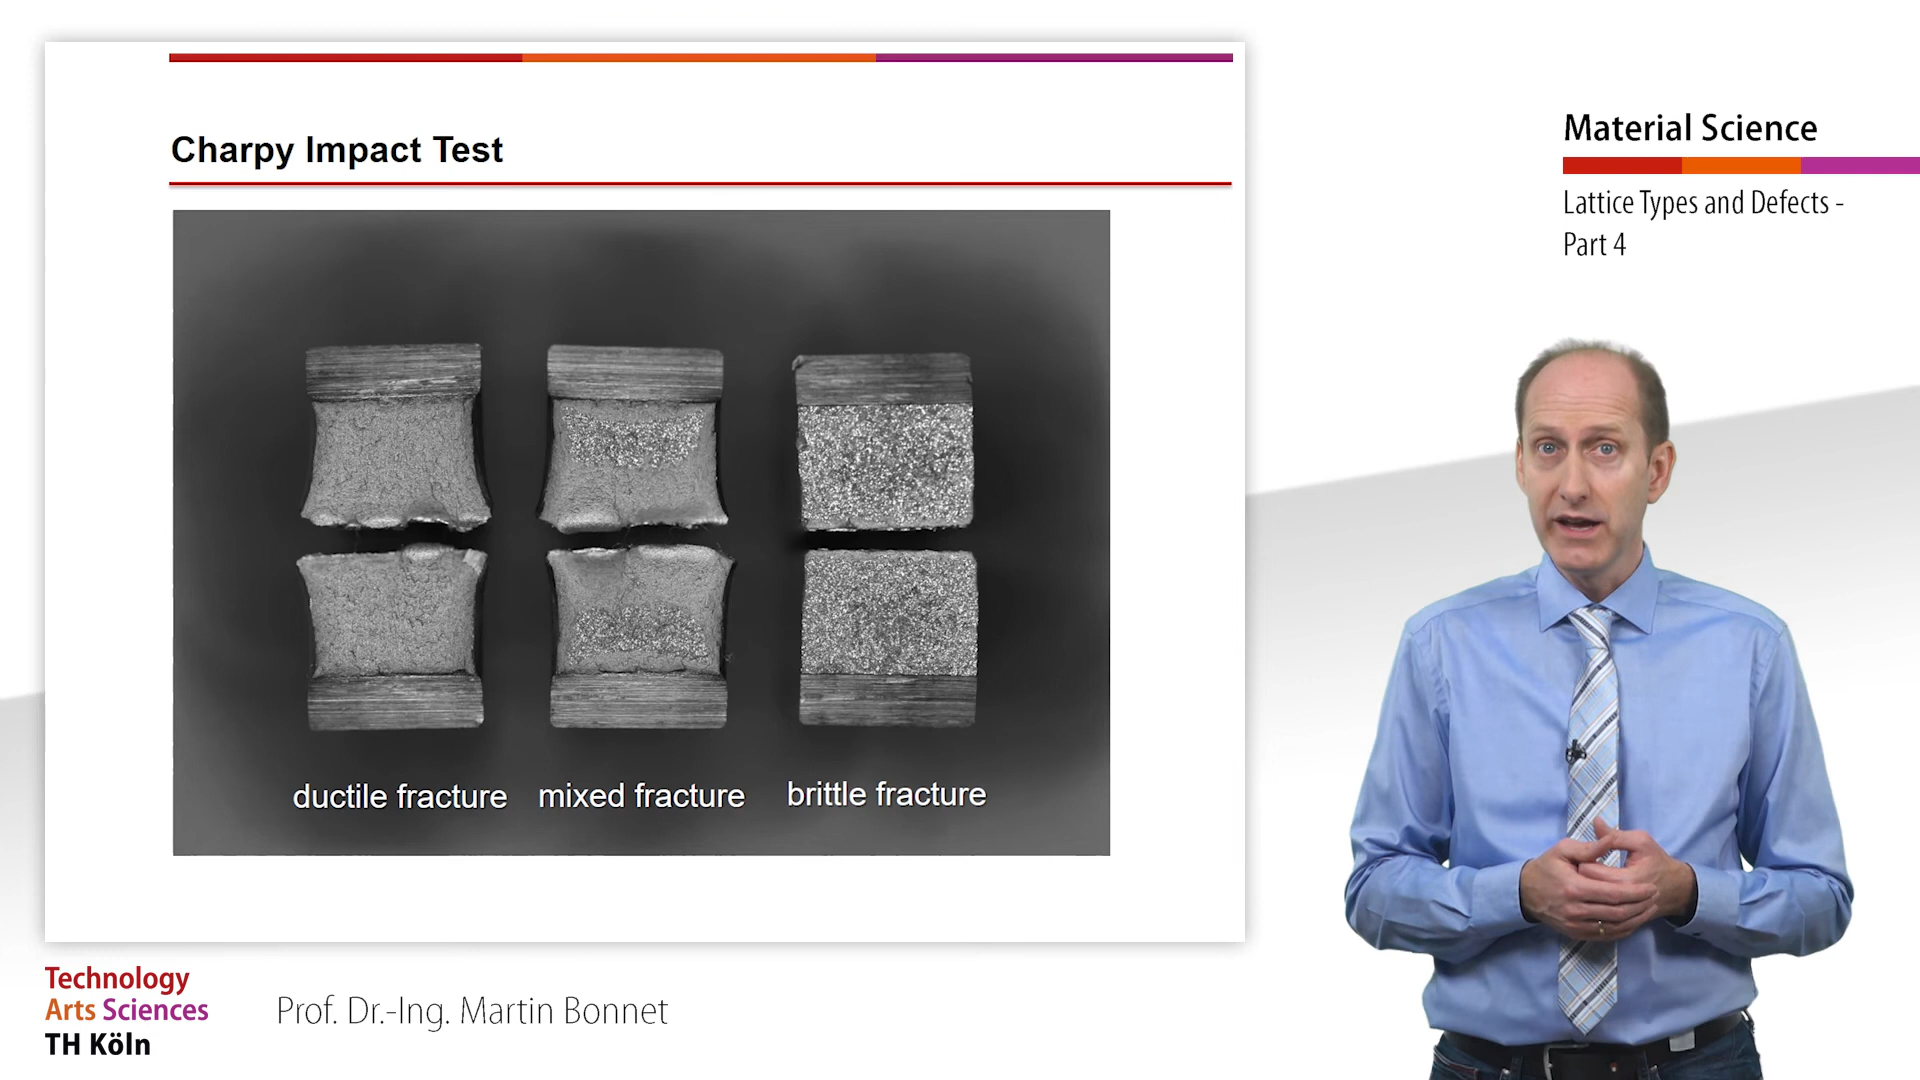 Charpy Impact Test
ductile fracture
mixed fracture
brittle fracture
Material Science
Lattice Types and Defects -
Part 4
Technology
Arts Sciences
TH Köln
Prof. Dr.-Ing. Martin Bonnet